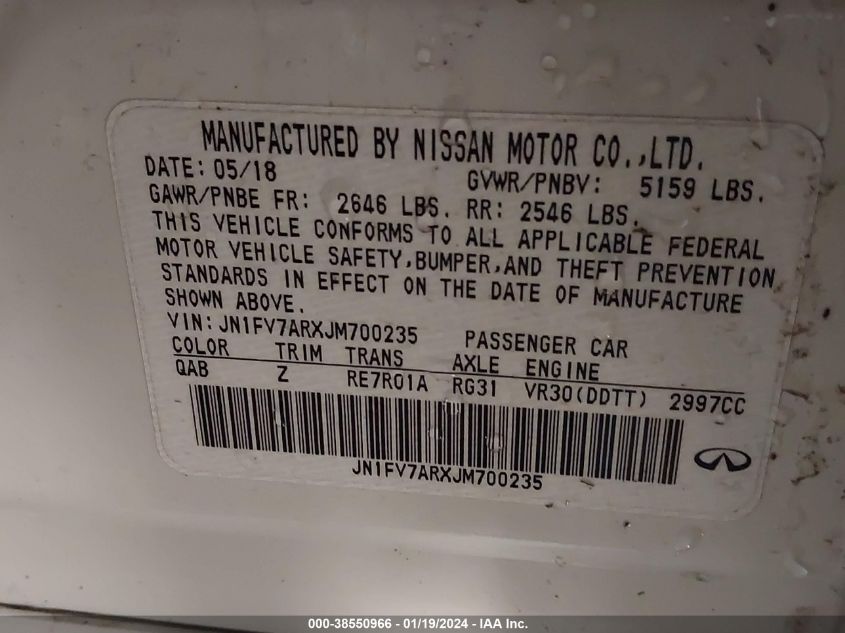 MANUFACTURED BY NISSAN MOTOR CO.,LTD.
DATE: 05/18 GVWR/PNBV: 5159 LBS.
GAWR/PNBE FR: 2646 LBS. RR: 2546 LBS.
THIS VEHICLE CONFORMS TO ALL APPLICABLE FEDERAL
MOTOR VEHICLE SAFETY,BUMPER,AND THEFT PREVENTION
STANDARDS IN EFFECT ON THE DATE OF MANUFACTURE
SHOWN ABOVE.
VIN: JN1FV7ARXJM700235 PASSENGER CAR
COLOR TRIM TRANS AXLE ENGINE
QAB Z RE7R01A RG31 VR30(DDTT) 2997CC
JN1FV7ARXJM700235
000-38550966 - 01/19/2024 - IAA Inc.